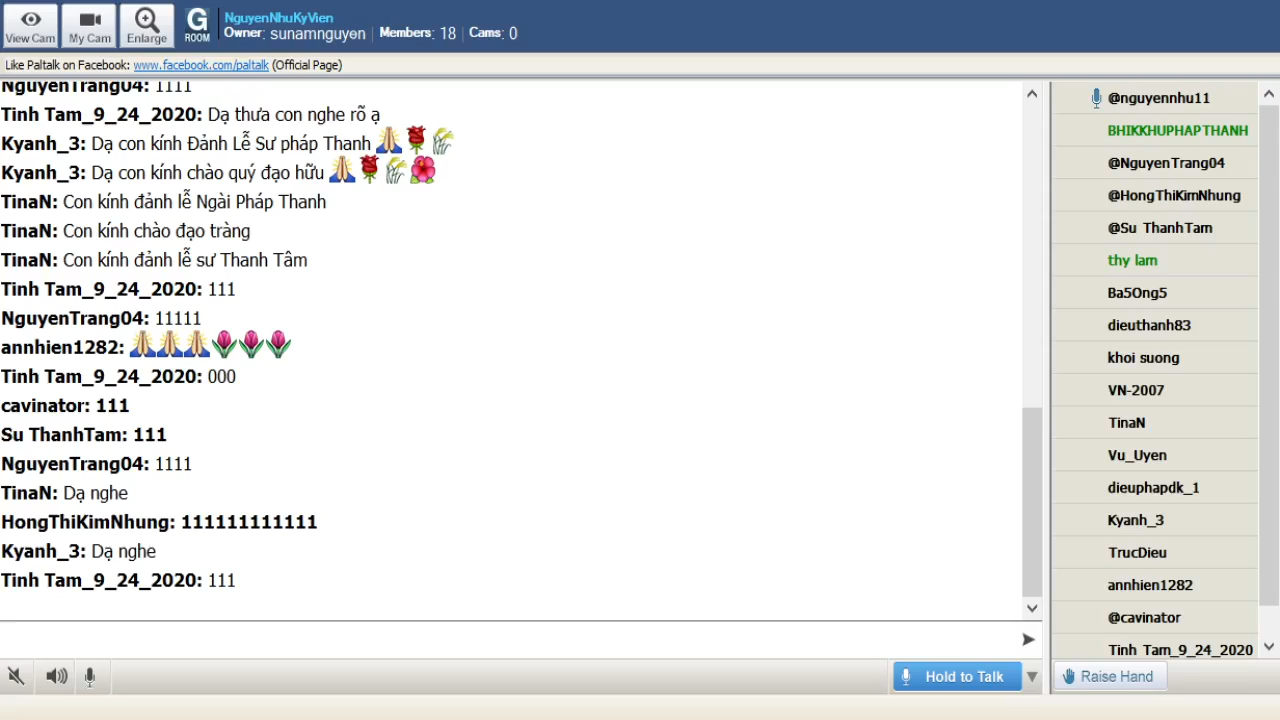 View Cam
My Cam
Enlarge
G
ROOM
NguyenNhuKyVien
Owner: sunamnguyen | Members: 18 | Cams: 0
Like Paltalk on Facebook: www.facebook.com/paltalk (Official Page)
NguyenTrang04: 1111
Tinh Tam_9_24_2020: Dạ thưa con nghe rõ ạ
Kyanh_3: Dạ con kính Đảnh Lễ Sư pháp Thanh 🙏🌹🌾
Kyanh_3: Dạ con kính chào quý đạo hữu 🙏🌹🌾🌺
TinaN: Con kính đảnh lễ Ngài Pháp Thanh
TinaN: Con kính chào đạo tràng
TinaN: Con kính đảnh lễ sư Thanh Tâm
Tinh Tam_9_24_2020: 111
NguyenTrang04: 11111
annhien1282: 🙏🙏🙏🌷🌷🌷
Tinh Tam_9_24_2020: 000
cavinator: 111
Su ThanhTam: 111
NguyenTrang04: 1111
TinaN: Dạ nghe
HongThiKimNhung: 111111111111
Kyanh_3: Dạ nghe
Tinh Tam_9_24_2020: 111
@nguyennhu11
BHIKKHUPHAPTHANH
@NguyenTrang04
@HongThiKimNhung
@Su ThanhTam
thy lam
Ba5Ong5
dieuthanh83
khoi suong
VN-2007
TinaN
Vu_Uyen
dieuphapdk_1
Kyanh_3
TrucDieu
annhien1282
@cavinator
Tinh Tam_9_24_2020
Hold to Talk
Raise Hand